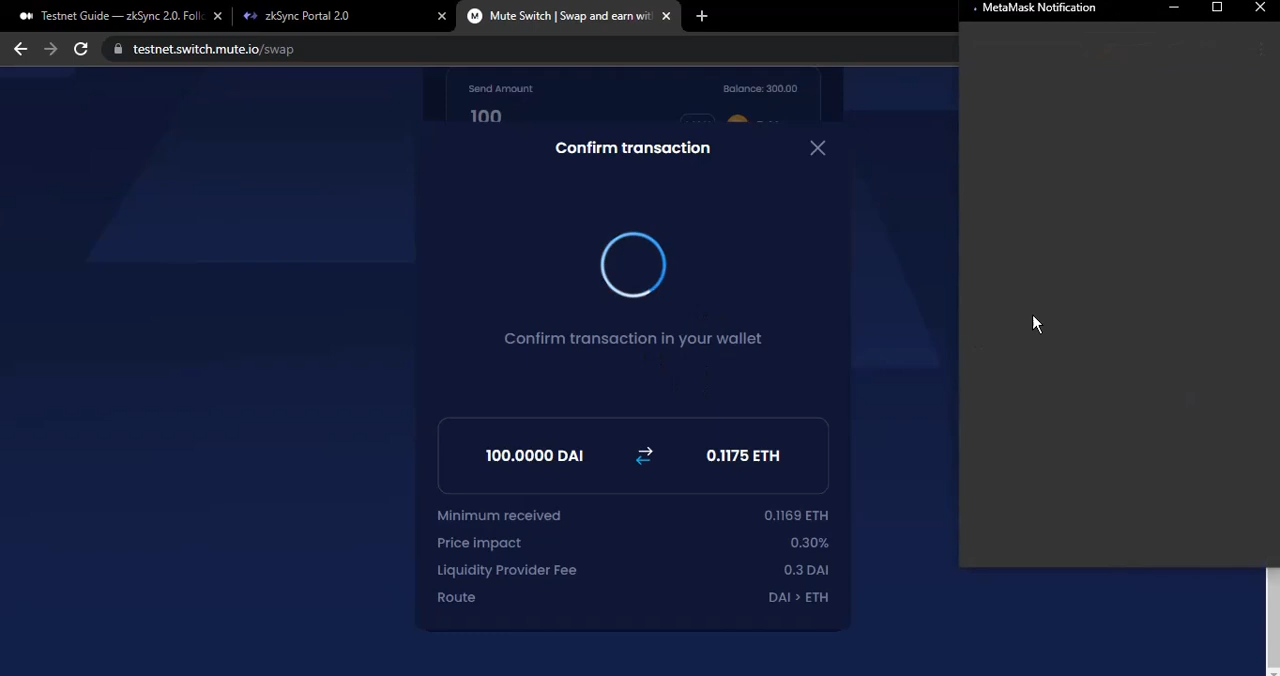 Testnet Guide — zkSync 2.0. Foll
zkSync Portal 2.0
Mute Switch | Swap and earn with
MetaMask Notification
testnet.switch.mute.io/swap
Send Amount
Balance: 300.00
100
Confirm transaction
Confirm transaction in your wallet
100.0000 DAI
0.1175 ETH
Minimum received
0.1169 ETH
Price impact
0.30%
Liquidity Provider Fee
0.3 DAI
Route
DAI > ETH